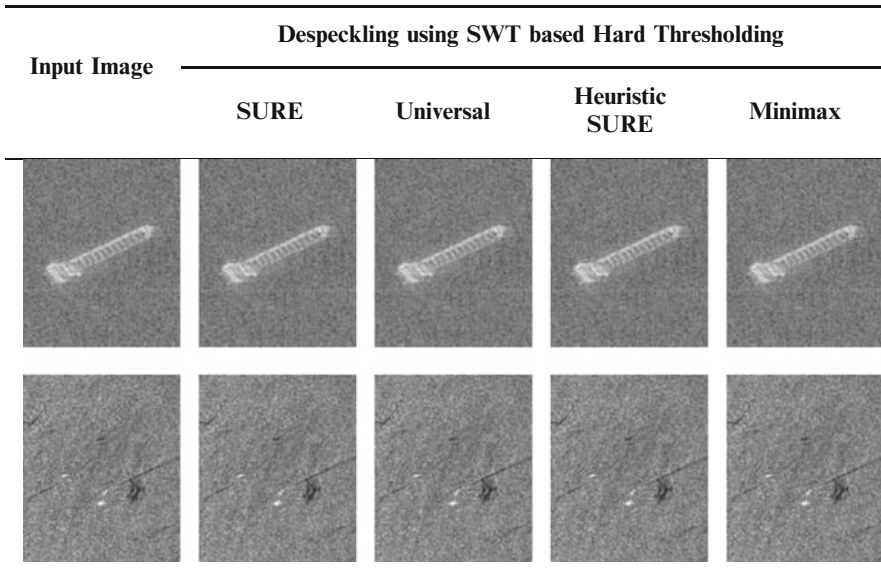 Despeckling using SWT based Hard Thresholding
Input Image
SURE
Universal
Heuristic
SURE
Minimax